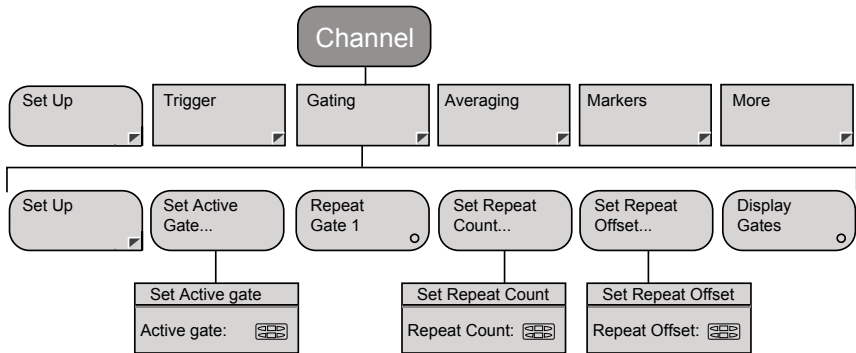 Channel
Set Up
Trigger
Gating
Averaging
Markers
More
Set Up
Set Active
Gate...
Repeat
Gate 1
Set Repeat
Count...
Set Repeat
Offset...
Display
Gates
Set Active gate
Active gate:
Set Repeat Count
Repeat Count:
Set Repeat Offset
Repeat Offset: